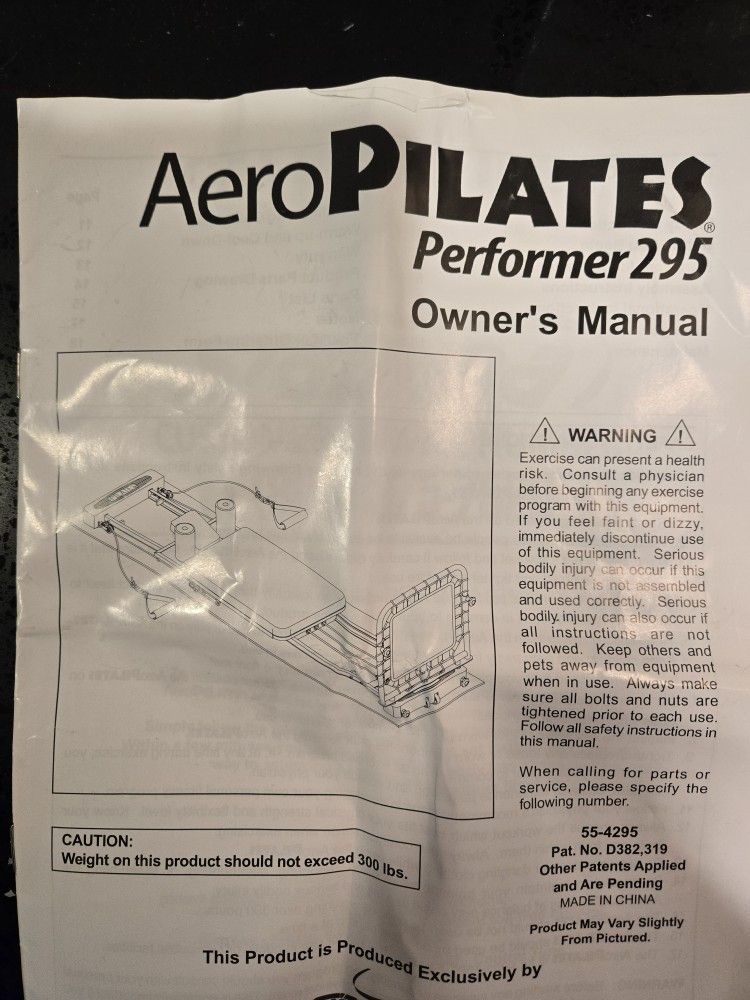 AeroPILATES®
Performer 295
Owner's Manual
WARNING
Exercise can present a health
risk. Consult a physician
before beginning any exercise
program with this equipment.
If you feel faint or dizzy,
immediately discontinue use
of this equipment. Serious
bodily injury can occur if this
equipment is not assembled
and used correctly. Serious
bodily injury can also occur if
all instructions are not
followed. Keep others and
pets away from equipment
when in use. Always make
sure all bolts and nuts are
tightened prior to each use.
Follow all safety instructions in
this manual.
When calling for parts or
service, please specify the
following number.
55-4295
Pat. No. D382,319
Other Patents Applied
and Are Pending
MADE IN CHINA
Product May Vary Slightly
From Pictured.
CAUTION:
Weight on this product should not exceed 300 lbs.
This Product is Produced Exclusively by